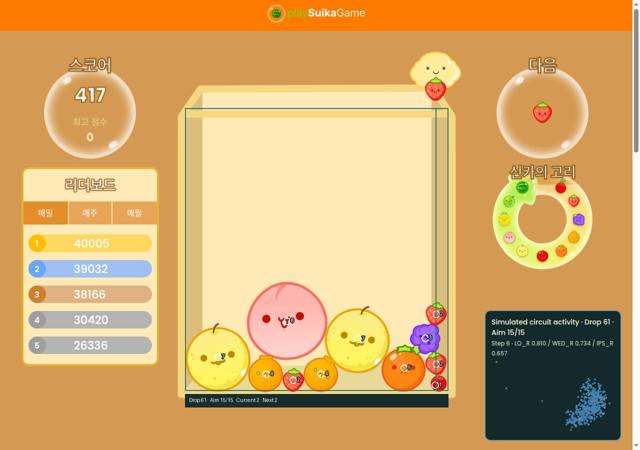 playSuikaGame
스코어
417
최고 점수
0
리더보드
매일 매주 매월
1 40005
2 39032
3 38166
4 30420
5 26336
다음
산카의 고리
Simulated circuit activity · Drop 61 ·
Aim 15/15
Step 6 · LO_R 0.810 / WED_R 0.734 / IPS_R
0.657
Drop 61 Aim 15/15 Current 2 Next 2